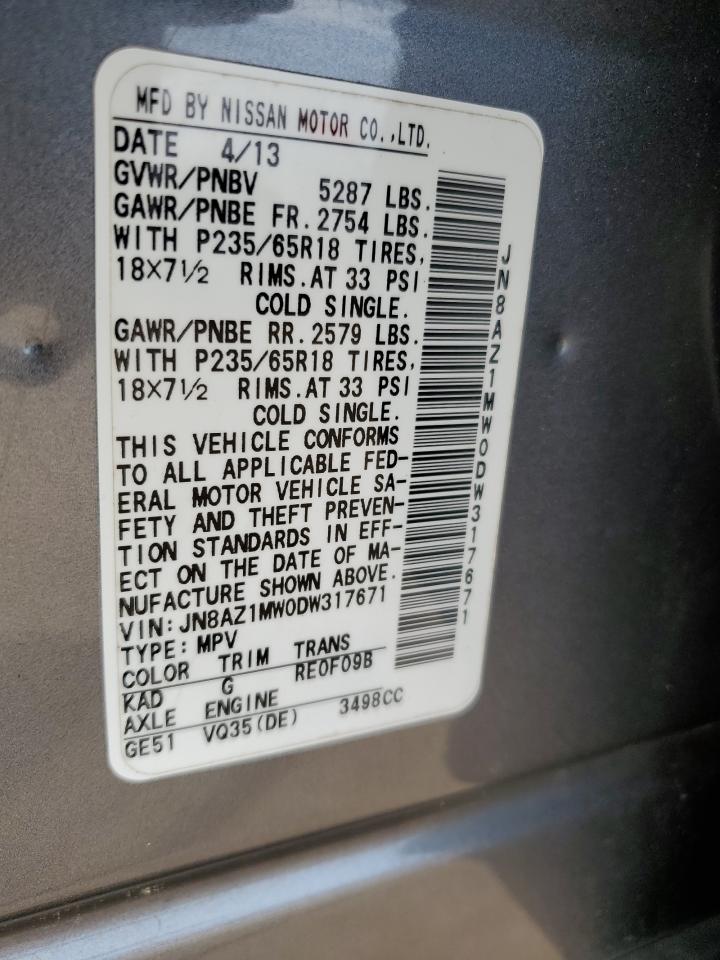 MFD BY NISSAN MOTOR CO.,LTD.
DATE 4/13
GVWR/PNBV 5287 LBS.
GAWR/PNBE FR. 2754 LBS.
WITH P235/65R18 TIRES,
18×7½ RIMS. AT 33 PSI
COLD SINGLE.
GAWR/PNBE RR. 2579 LBS.
WITH P235/65R18 TIRES,
18×7½ RIMS. AT 33 PSI
COLD SINGLE.
THIS VEHICLE CONFORMS
TO ALL APPLICABLE FED-
ERAL MOTOR VEHICLE SA-
FETY AND THEFT PREVEN-
TION STANDARDS IN EFF-
ECT ON THE DATE OF MA-
NUFACTURE SHOWN ABOVE.
VIN: JN8AZ1MW0DW317671
TYPE: MPV
COLOR TRIM TRANS
KAD G RE0F09B
AXLE ENGINE
GE51 VQ35(DE) 3498CC
JN8AZ1MW0DW317671